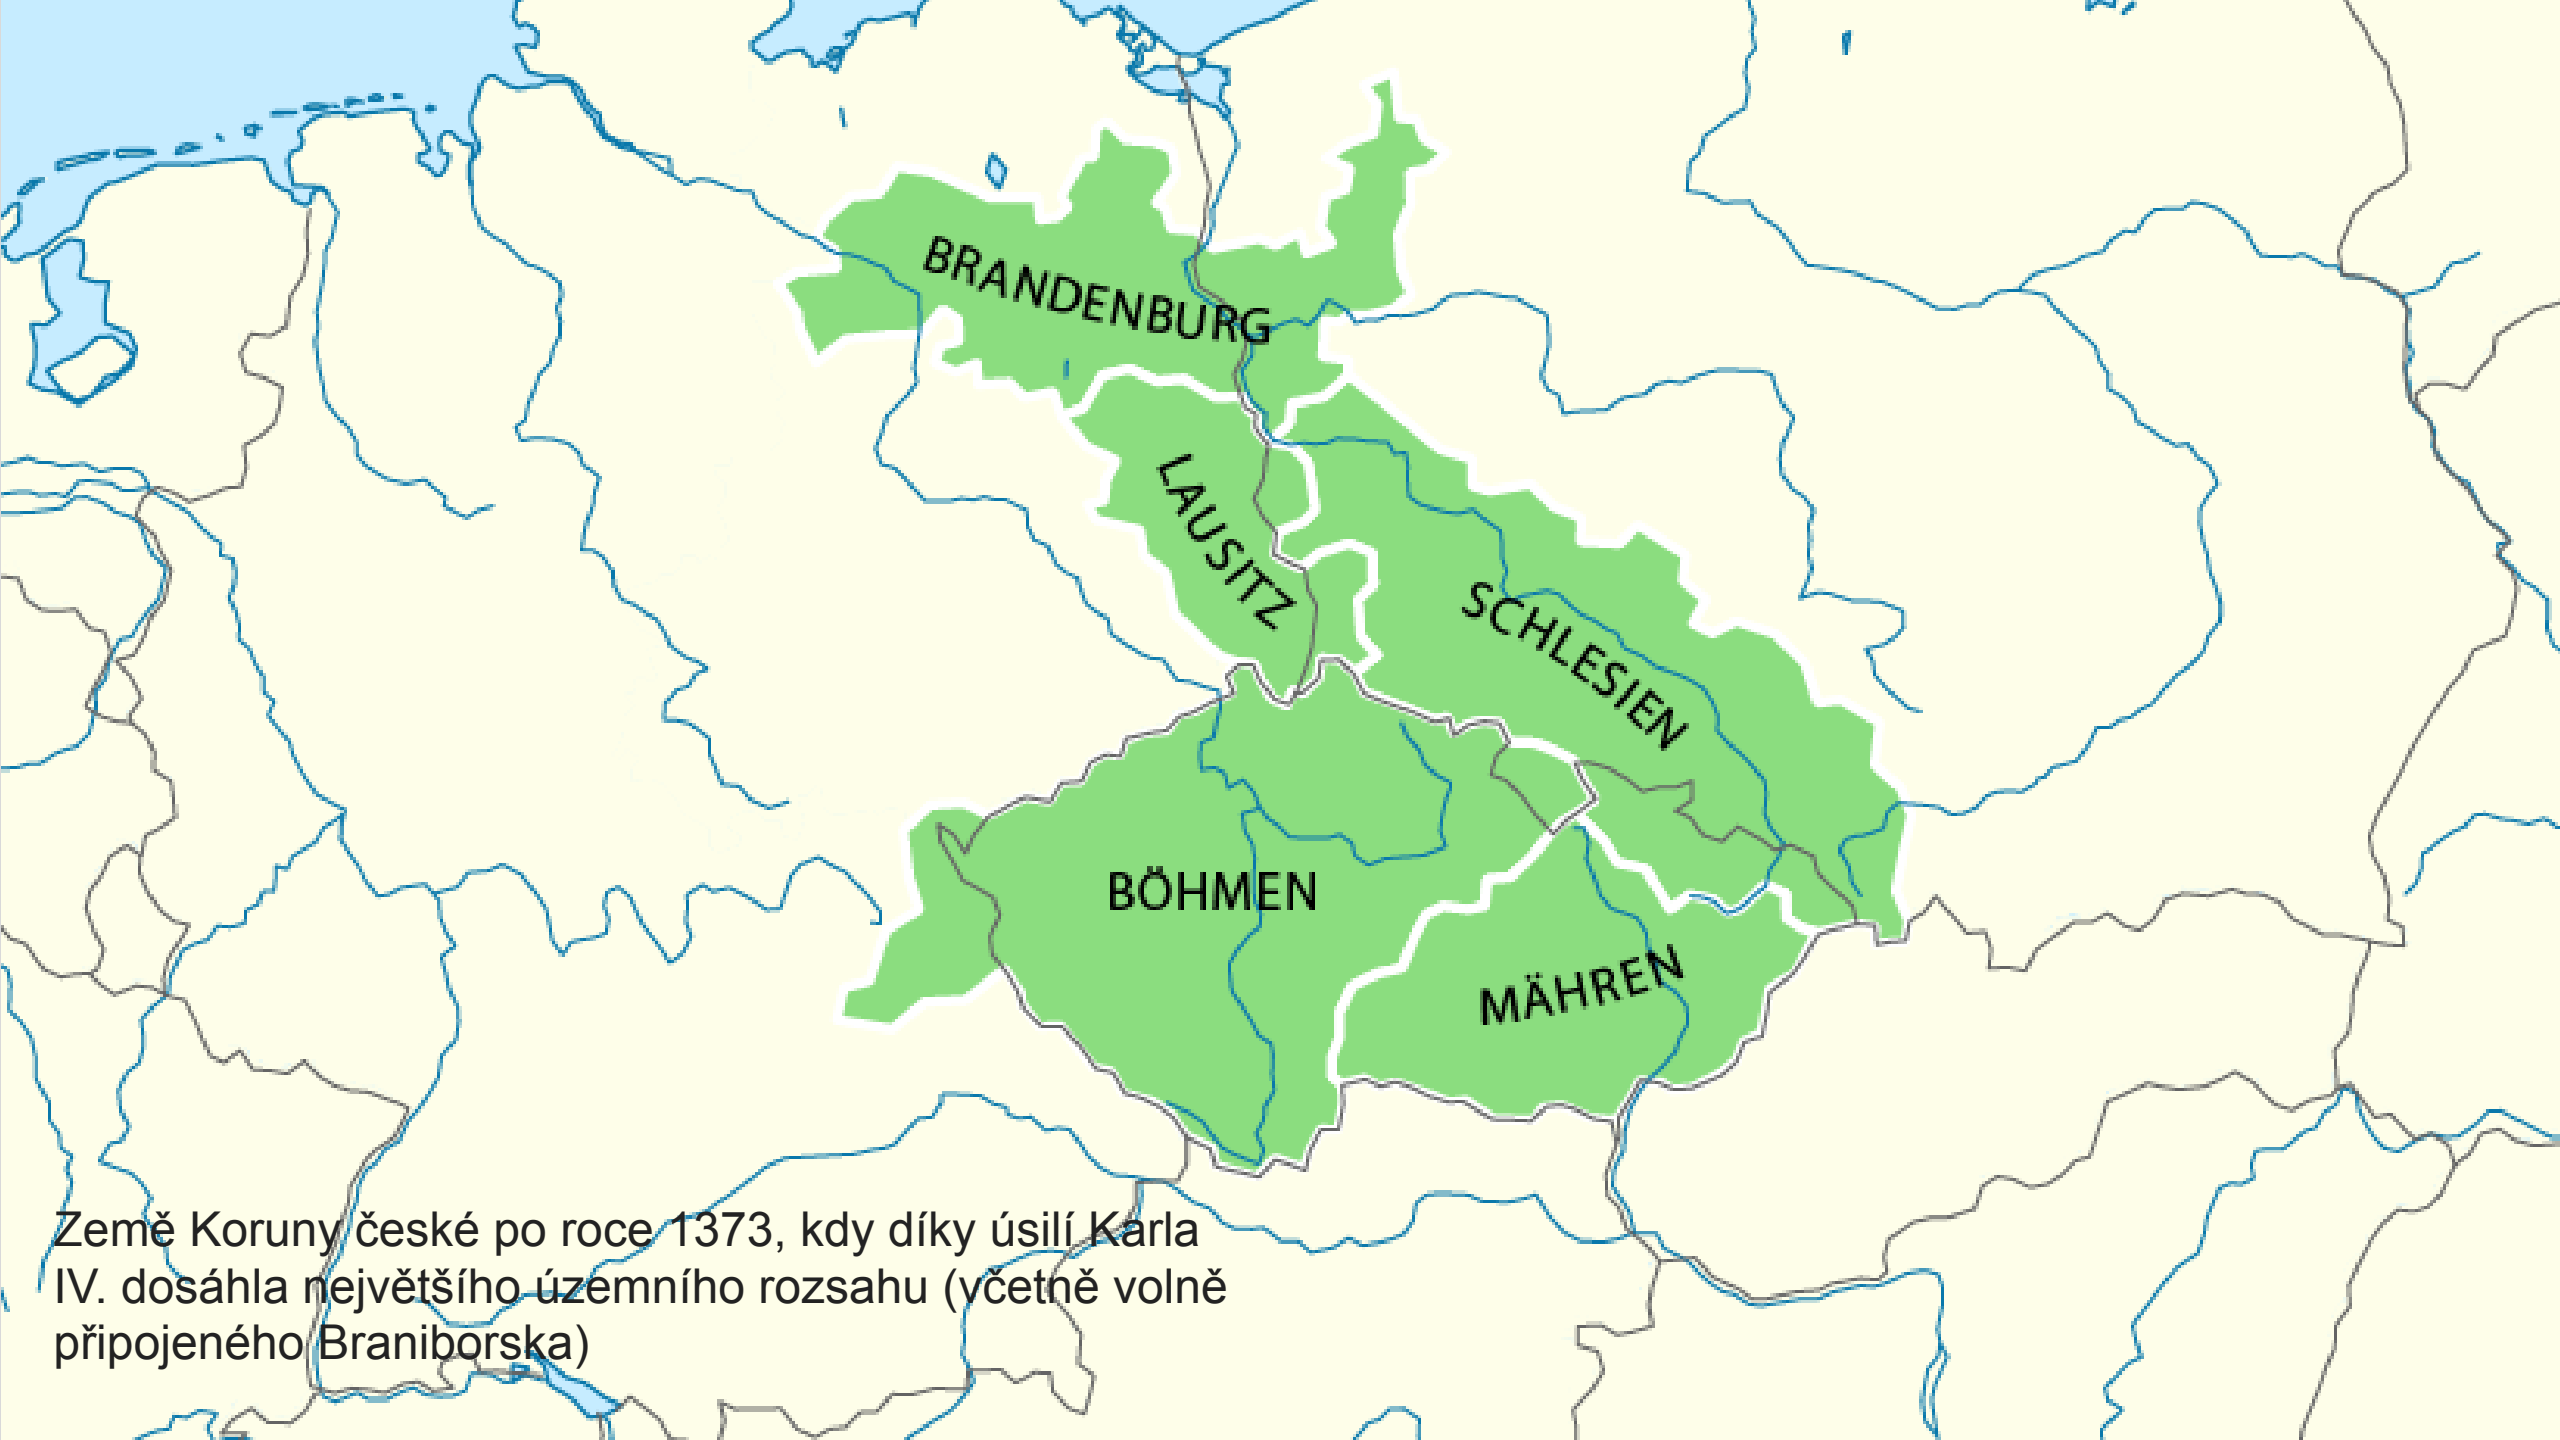 BRANDENBURG
LAUSITZ
SCHLESIEN
BÖHMEN
MÄHREN
Země Koruny české po roce 1373, kdy díky úsilí Karla
IV. dosáhla největšího územního rozsahu (včetně volně
připojeného Braniborska)